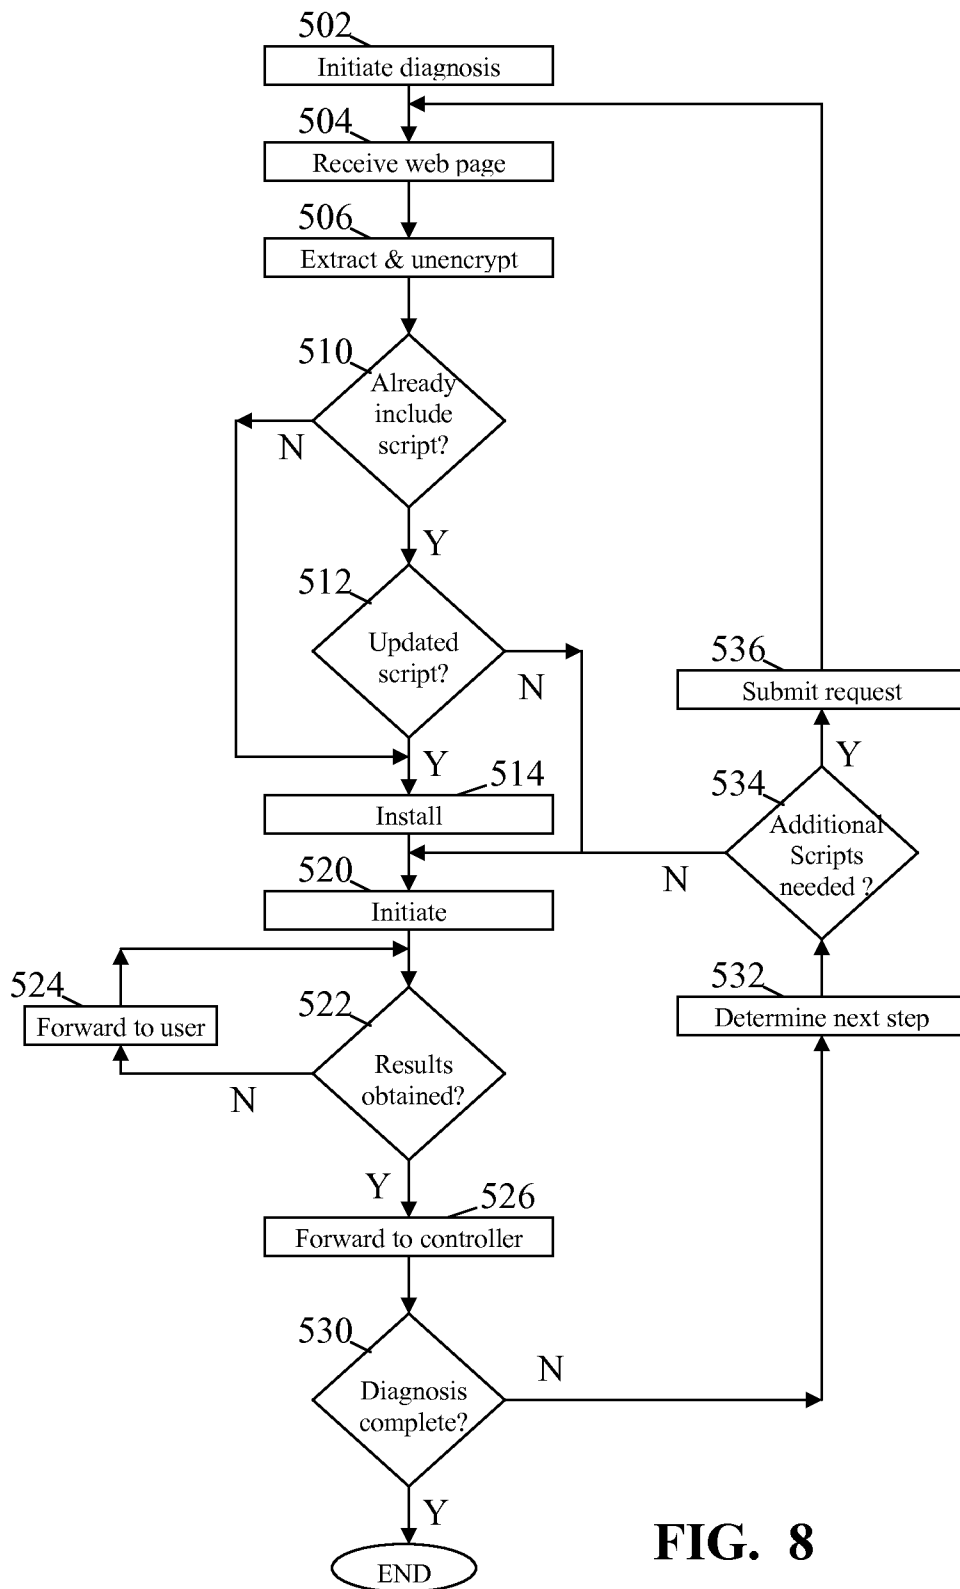 502
Initiate diagnosis
504
Receive web page
506
Extract & unencrypt
510
Already
include
script?
N
Y
512
Updated
script?
N
Y
514
Install
520
Initiate
524
Forward to user
522
Results
obtained?
N
Y
526
Forward to controller
530
Diagnosis
complete?
N
Y
END
536
Submit request
Y
534
Additional
Scripts
needed ?
N
532
Determine next step
FIG. 8